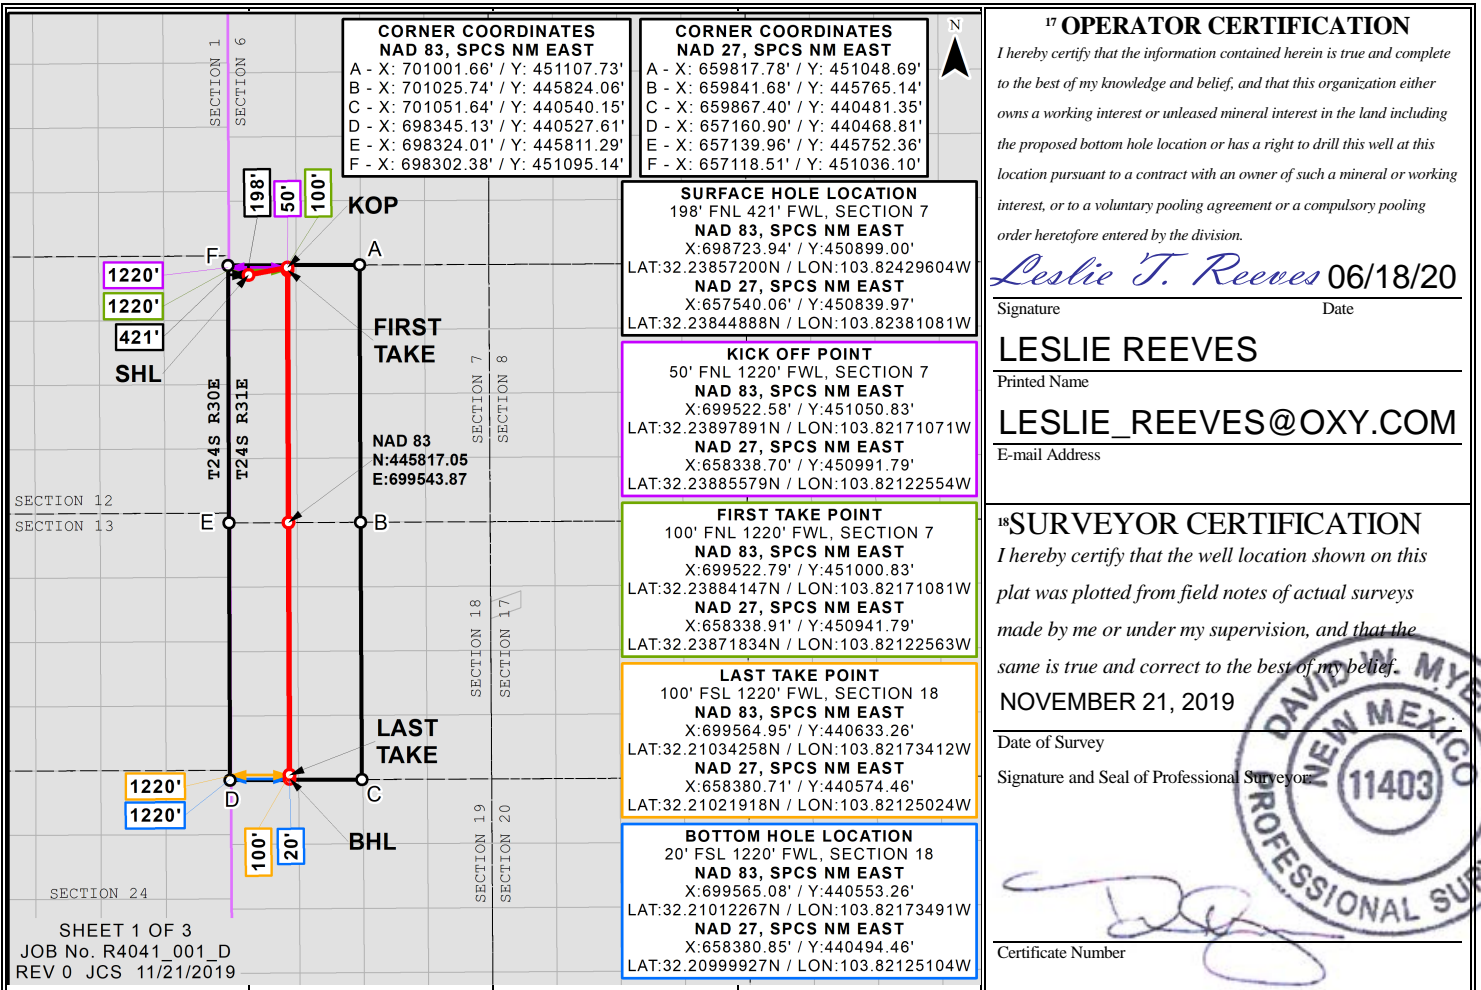 SECTION 1
SECTION 6
CORNER COORDINATES
NAD 83, SPCS NM EAST
A - X: 701001.66' / Y: 451107.73'
B - X: 701025.74' / Y: 445824.06'
C - X: 701051.64' / Y: 440540.15'
D - X: 698345.13' / Y: 440527.61'
E - X: 698324.01' / Y: 445811.29'
F - X: 698302.38' / Y: 451095.14'
CORNER COORDINATES
NAD 27, SPCS NM EAST
A - X: 659817.78' / Y: 451048.69'
B - X: 659841.68' / Y: 445765.14'
C - X: 659867.40' / Y: 440481.35'
D - X: 657160.90' / Y: 440468.81'
E - X: 657139.96' / Y: 445752.36'
F - X: 657118.51' / Y: 451036.10'
N
198'
50'
100'
KOP
F
A
1220'
1220'
421'
SHL
FIRST
TAKE
T24S R30E
T24S R31E
SECTION 7
SECTION 8
NAD 83
N:445817.05
E:699543.87
SECTION 12
SECTION 13
E
B
SECTION 18
SECTION 17
LAST
TAKE
1220'
1220'
D
C
100'
20'
BHL
SECTION 19
SECTION 20
SECTION 24
SHEET 1 OF 3
JOB No. R4041_001_D
REV 0 JCS 11/21/2019
SURFACE HOLE LOCATION
198' FNL 421' FWL, SECTION 7
NAD 83, SPCS NM EAST
X:698723.94' / Y:450899.00'
LAT:32.23857200N / LON:103.82429604W
NAD 27, SPCS NM EAST
X:657540.06' / Y:450839.97'
LAT:32.23844888N / LON:103.82381081W
KICK OFF POINT
50' FNL 1220' FWL, SECTION 7
NAD 83, SPCS NM EAST
X:699522.58' / Y:451050.83'
LAT:32.23897891N / LON:103.82171071W
NAD 27, SPCS NM EAST
X:658338.70' / Y:450991.79'
LAT:32.23885579N / LON:103.82122554W
FIRST TAKE POINT
100' FNL 1220' FWL, SECTION 7
NAD 83, SPCS NM EAST
X:699522.79' / Y:451000.83'
LAT:32.23884147N / LON:103.82171081W
NAD 27, SPCS NM EAST
X:658338.91' / Y:450941.79'
LAT:32.23871834N / LON:103.82122563W
LAST TAKE POINT
100' FSL 1220' FWL, SECTION 18
NAD 83, SPCS NM EAST
X:699564.95' / Y:440633.26'
LAT:32.21034258N / LON:103.82173412W
NAD 27, SPCS NM EAST
X:658380.71' / Y:440574.46'
LAT:32.21021918N / LON:103.82125024W
BOTTOM HOLE LOCATION
20' FSL 1220' FWL, SECTION 18
NAD 83, SPCS NM EAST
X:699565.08' / Y:440553.26'
LAT:32.21012267N / LON:103.82173491W
NAD 27, SPCS NM EAST
X:658380.85' / Y:440494.46'
LAT:32.20999927N / LON:103.82125104W
17 OPERATOR CERTIFICATION
I hereby certify that the information contained herein is true and complete
to the best of my knowledge and belief, and that this organization either
owns a working interest or unleased mineral interest in the land including
the proposed bottom hole location or has a right to drill this well at this
location pursuant to a contract with an owner of such a mineral or working
interest, or to a voluntary pooling agreement or a compulsory pooling
order heretofore entered by the division.
Leslie T. Reeves 06/18/20
Signature Date
LESLIE REEVES
Printed Name
LESLIE_REEVES@OXY.COM
E-mail Address
18SURVEYOR CERTIFICATION
I hereby certify that the well location shown on this
plat was plotted from field notes of actual surveys
made by me or under my supervision, and that the
same is true and correct to the best of my belief.
NOVEMBER 21, 2019
Date of Survey
Signature and Seal of Professional Surveyor:
DAVID W. MYE
NEW MEXICO
11403
PROFESSIONAL SUR
Certificate Number